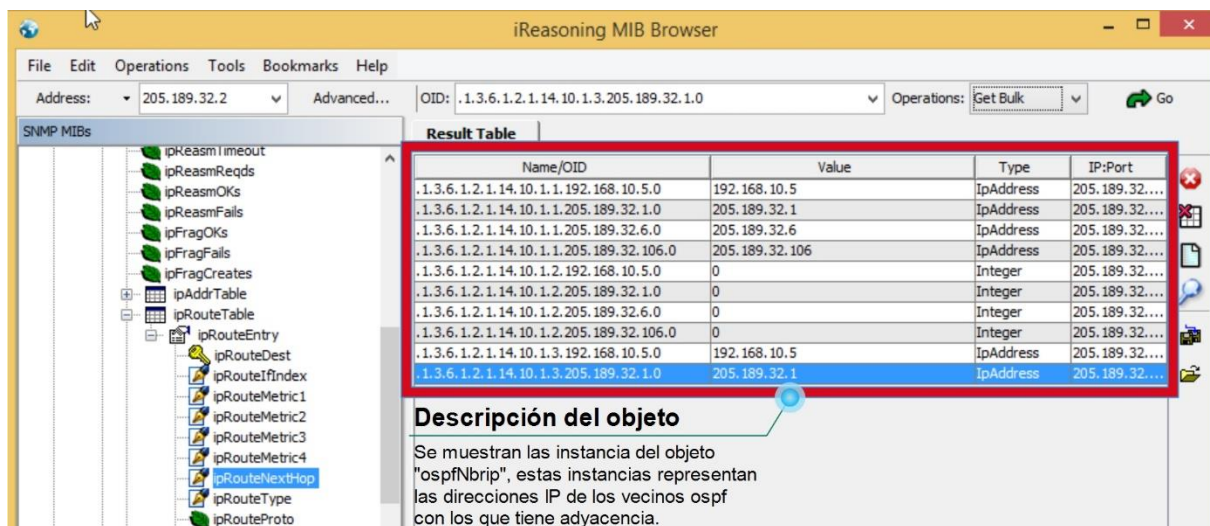 iReasoning MIB Browser
File Edit Operations Tools Bookmarks Help
Address: 205.189.32.2 Advanced... OID: .1.3.6.1.2.1.14.10.1.3.205.189.32.1.0 Operations: Get Bulk Go
SNMP MIBs
ipReasmTimeout
ipReasmReqds
ipReasmOKs
ipReasmFails
ipFragOKs
ipFragFails
ipFragCreates
ipAddrTable
ipRouteTable
ipRouteEntry
ipRouteDest
ipRouteIfIndex
ipRouteMetric1
ipRouteMetric2
ipRouteMetric3
ipRouteMetric4
ipRouteNextHop
ipRouteType
ipRouteProto
Result Table
Name/OID Value Type IP:Port
.1.3.6.1.2.1.14.10.1.1.192.168.10.5.0 192.168.10.5 IpAddress 205.189.32....
.1.3.6.1.2.1.14.10.1.1.205.189.32.1.0 205.189.32.1 IpAddress 205.189.32....
.1.3.6.1.2.1.14.10.1.1.205.189.32.6.0 205.189.32.6 IpAddress 205.189.32....
.1.3.6.1.2.1.14.10.1.1.205.189.32.106.0 205.189.32.106 IpAddress 205.189.32....
.1.3.6.1.2.1.14.10.1.2.192.168.10.5.0 0 Integer 205.189.32....
.1.3.6.1.2.1.14.10.1.2.205.189.32.1.0 0 Integer 205.189.32....
.1.3.6.1.2.1.14.10.1.2.205.189.32.6.0 0 Integer 205.189.32....
.1.3.6.1.2.1.14.10.1.2.205.189.32.106.0 0 Integer 205.189.32....
.1.3.6.1.2.1.14.10.1.3.192.168.10.5.0 192.168.10.5 IpAddress 205.189.32....
.1.3.6.1.2.1.14.10.1.3.205.189.32.1.0 205.189.32.1 IpAddress 205.189.32....
Descripción del objeto
Se muestran las instancia del objeto
"ospfNbrip", estas instancias representan
las direcciones IP de los vecinos ospf
con los que tiene adyacencia.